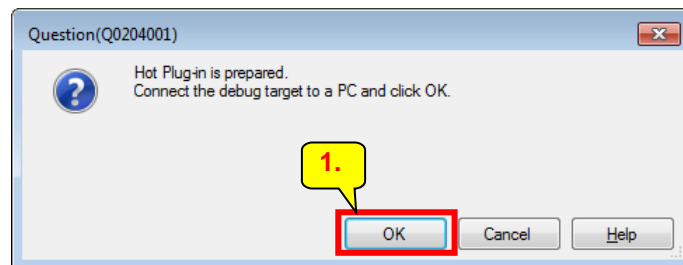 Question(Q0204001)
Hot Plug-in is prepared.
Connect the debug target to a PC and click OK.
1.
OK
Cancel
Help